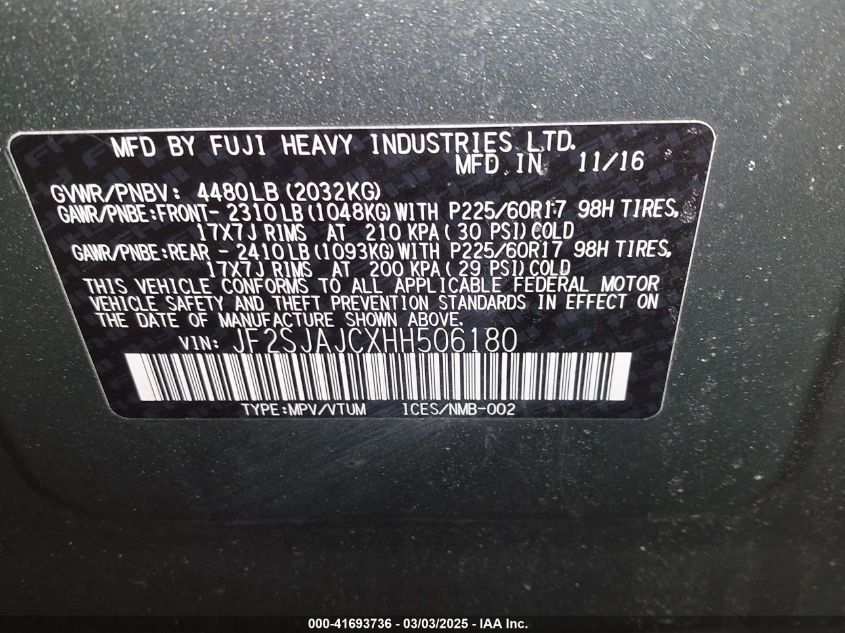 MFD BY FUJI HEAVY INDUSTRIES LTD.
MFD IN 11/16
GVWR/PNBV: 4480LB (2032KG)
GAWR/PNBE:FRONT- 2310LB (1048KG) WITH P225/60R17 98H TIRES,
17X7J RIMS AT 210 KPA (30 PSI) COLD
GAWR/PNBE:REAR - 2410LB (1093KG) WITH P225/60R17 98H TIRES,
17X7J RIMS AT 200 KPA (29 PSI) COLD
THIS VEHICLE CONFORMS TO ALL APPLICABLE FEDERAL MOTOR
VEHICLE SAFETY AND THEFT PREVENTION STANDARDS IN EFFECT ON
THE DATE OF MANUFACTURE SHOWN ABOVE.
VIN: JF2SJAJCXHH506180
TYPE:MPV/VTUM ICES/NMB-002
000-41693736 - 03/03/2025 - IAA Inc.